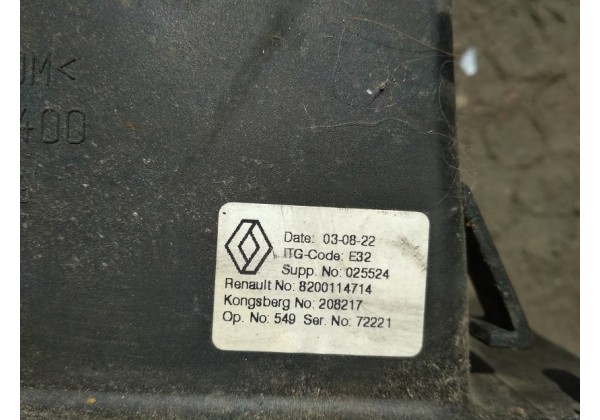 M<
400
Date: 03-08-22
ITG-Code: E32
Supp. No: 025524
Renault No: 8200114714
Kongsberg No: 208217
Op. No: 549 Ser. No: 72221